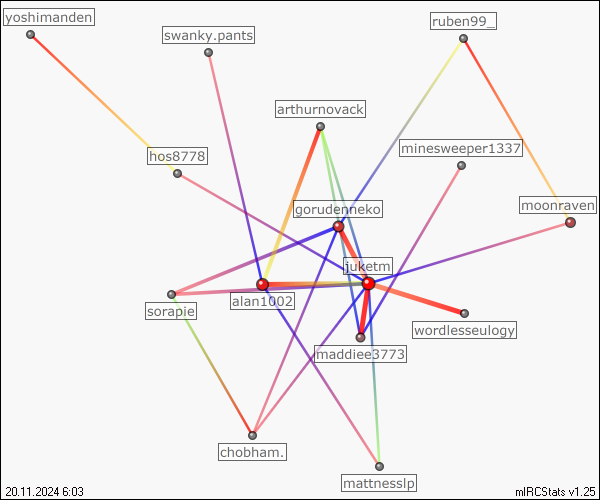 yoshimanden
ruben99_
swanky.pants
arthurnovack
minesweeper1337
hos8778
moonraven
gorudenneko
juketm
alan1002
sorapie
wordlesseulogy
maddiee3773
chobham.
mattnesslp
20.11.2024 6:03
mIRCStats v1.25